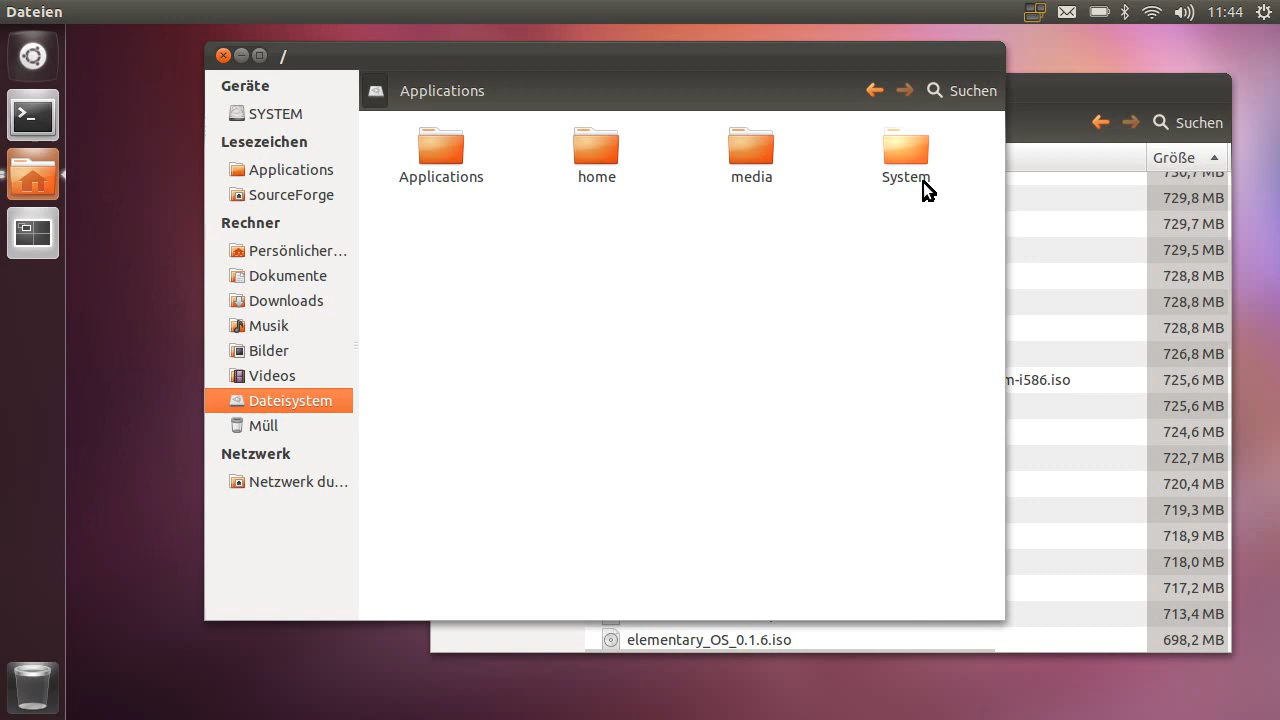 Dateien
11:44
/
Geräte
SYSTEM
Lesezeichen
Applications
SourceForge
Rechner
Persönlicher…
Dokumente
Downloads
Musik
Bilder
Videos
Dateisystem
Müll
Netzwerk
Netzwerk du…
Applications
Suchen
Applications
home
media
System
Suchen
Größe
730,7 MB
729,8 MB
729,7 MB
729,5 MB
728,8 MB
728,8 MB
728,8 MB
726,8 MB
m-i586.iso 725,6 MB
725,6 MB
724,6 MB
722,7 MB
720,4 MB
719,3 MB
718,9 MB
718,0 MB
717,2 MB
713,4 MB
elementary_OS_0.1.6.iso 698,2 MB